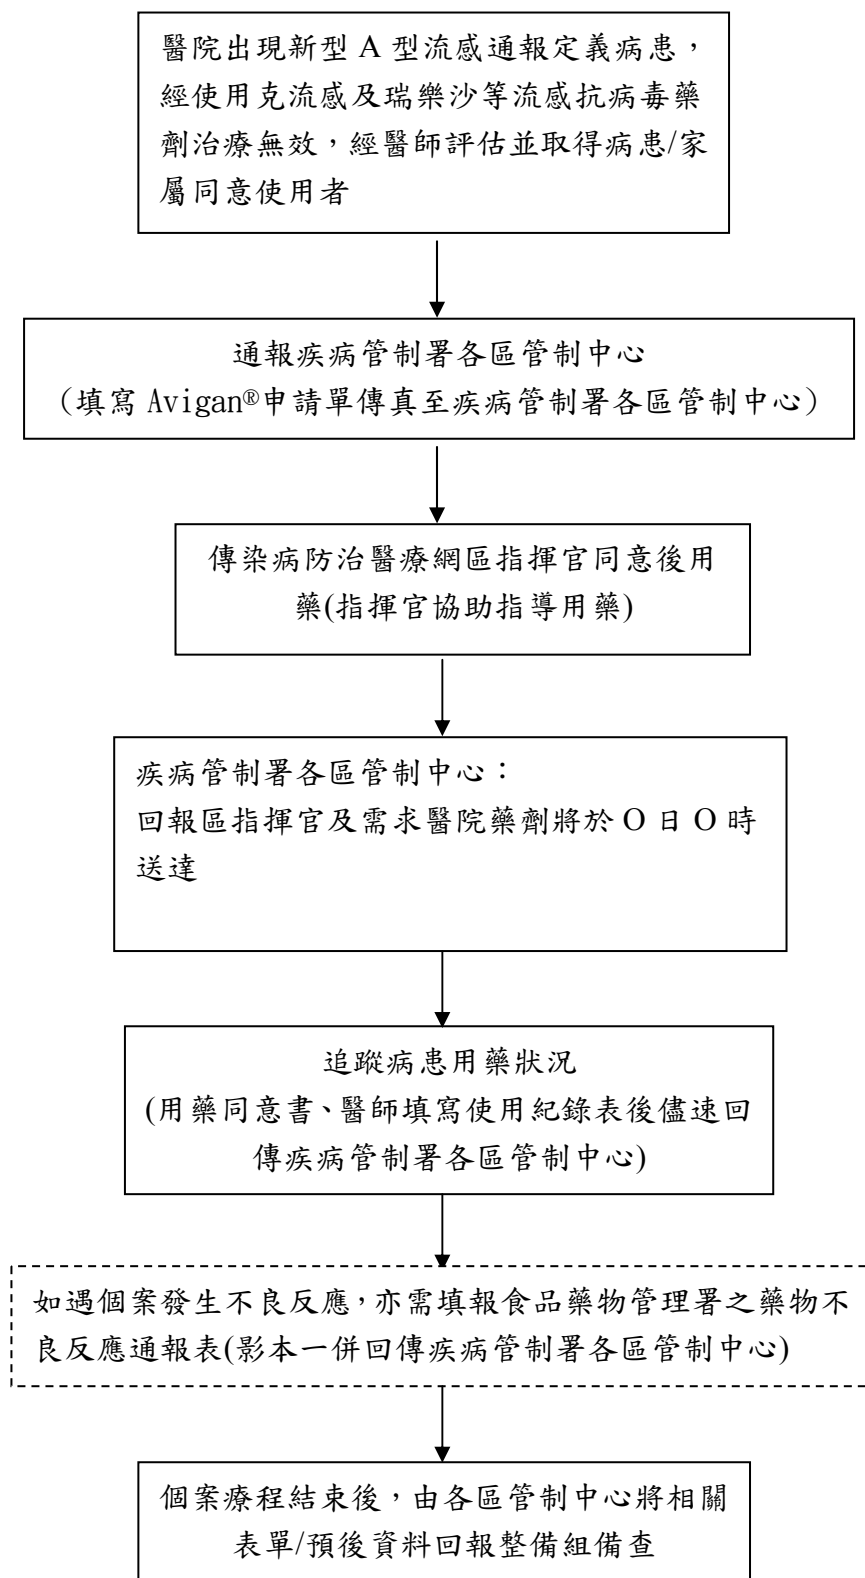 醫院出現新型 A 型流感通報定義病患，
經使用克流感及瑞樂沙等流感抗病毒藥
劑治療無效，經醫師評估並取得病患/家
屬同意使用者
通報疾病管制署各區管制中心
（填寫 Avigan®申請單傳真至疾病管制署各區管制中心）
傳染病防治醫療網區指揮官同意後用
藥(指揮官協助指導用藥)
疾病管制署各區管制中心：
回報區指揮官及需求醫院藥劑將於 O 日 O 時
送達
追蹤病患用藥狀況
(用藥同意書、醫師填寫使用紀錄表後儘速回
傳疾病管制署各區管制中心)
如遇個案發生不良反應，亦需填報食品藥物管理署之藥物不
良反應通報表(影本一併回傳疾病管制署各區管制中心)
個案療程結束後，由各區管制中心將相關
表單/預後資料回報整備組備查